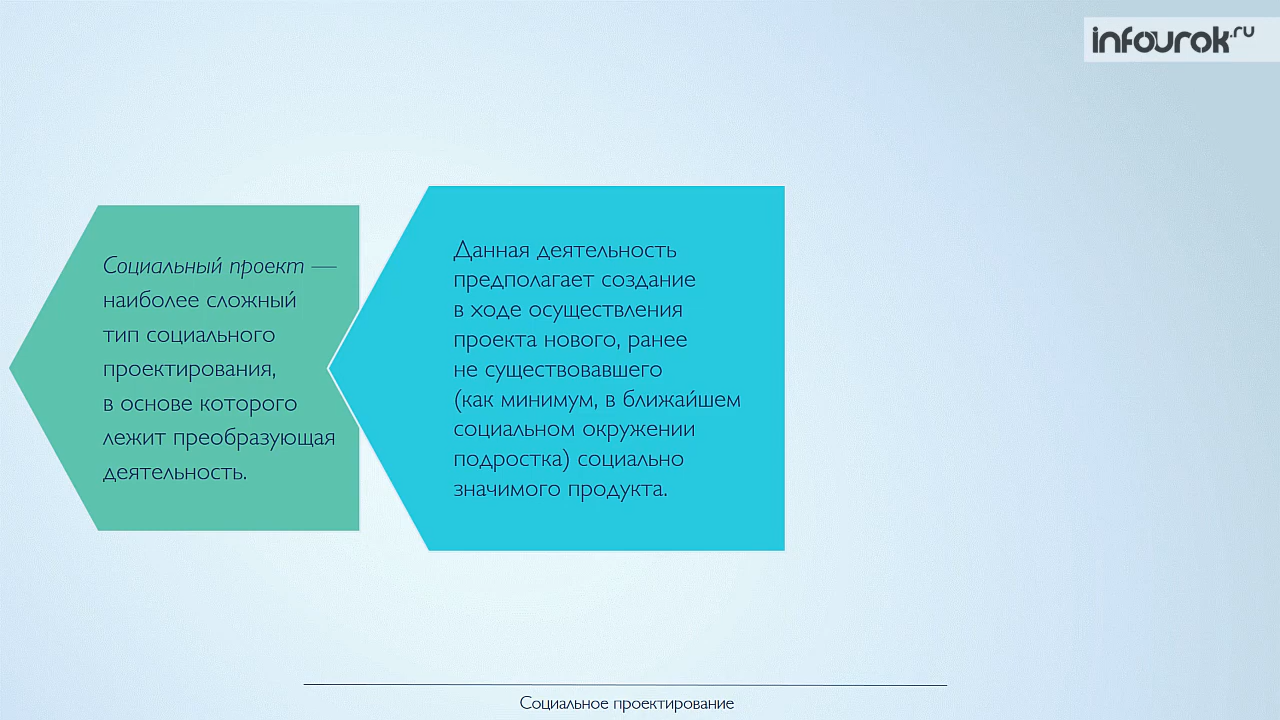 infourok.ru
Социальный проект —
наиболее сложный
тип социального
проектирования,
в основе которого
лежит преобразующая
деятельность.
Данная деятельность
предполагает создание
в ходе осуществления
проекта нового, ранее
не существовавшего
(как минимум, в ближайшем
социальном окружении
подростка) социально
значимого продукта.
Социальное проектирование